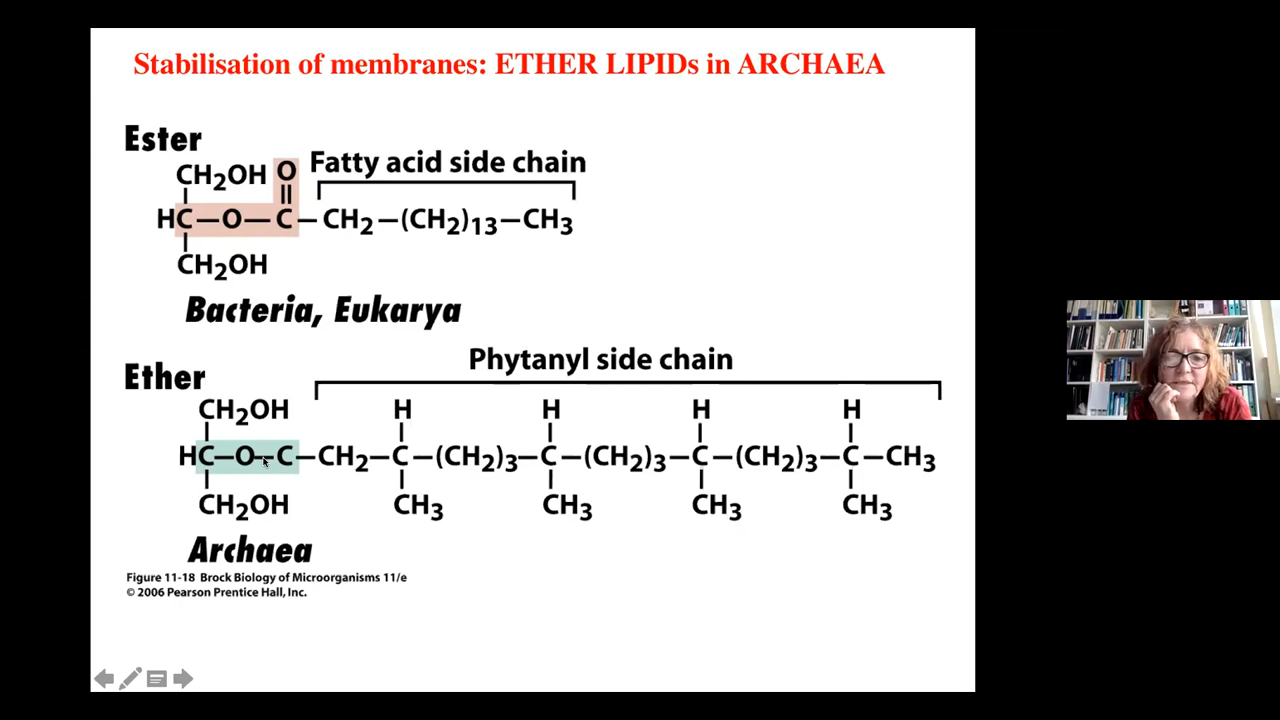 Stabilisation of membranes: ETHER LIPIDs in ARCHAEA
Ester
Fatty acid side chain
CH2OH O
HC—O—C—CH2—(CH2)13—CH3
CH2OH
Bacteria, Eukarya
Phytanyl side chain
Ether
CH2OH H H H H
HC—O—C—CH2—C—(CH2)3—C—(CH2)3—C—(CH2)3—C—CH3
CH2OH CH3 CH3 CH3 CH3
Archaea
Figure 11-18 Brock Biology of Microorganisms 11/e
© 2006 Pearson Prentice Hall, Inc.